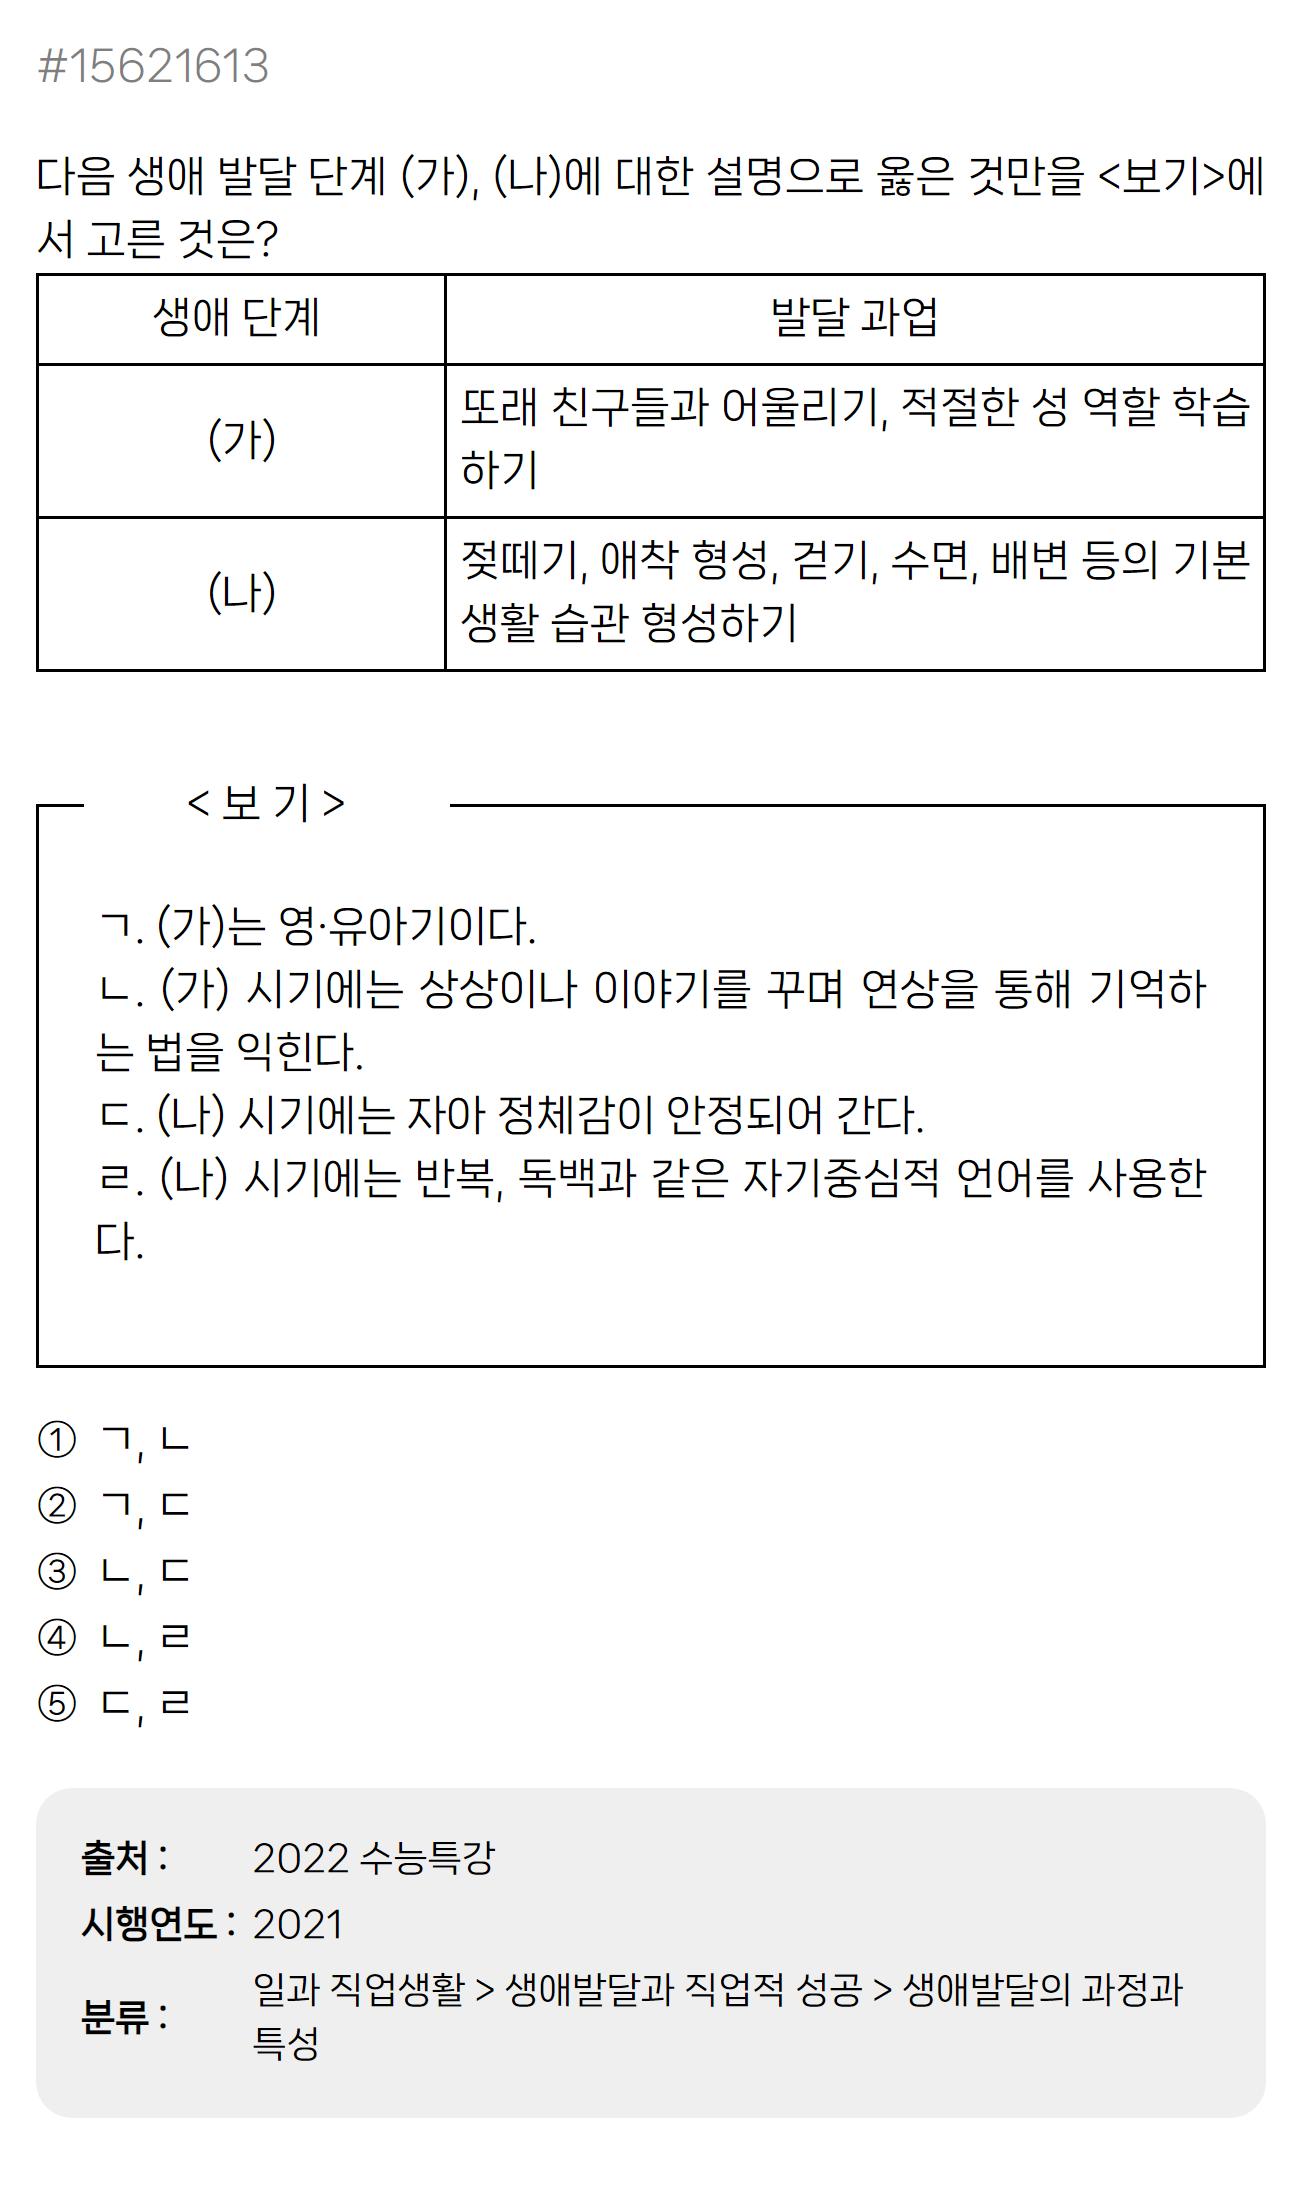 #15621613
다음 생애 발달 단계 (가), (나)에 대한 설명으로 옳은 것만을 <보기>에
서 고른 것은?
생애 단계 발달 과업
(가) 또래 친구들과 어울리기, 적절한 성 역할 학습
하기
(나) 젖떼기, 애착 형성, 걷기, 수면, 배변 등의 기본
생활 습관 형성하기
< 보 기 >
ㄱ. (가)는 영·유아기이다.
ㄴ. (가) 시기에는 상상이나 이야기를 꾸며 연상을 통해 기억하
는 법을 익힌다.
ㄷ. (나) 시기에는 자아 정체감이 안정되어 간다.
ㄹ. (나) 시기에는 반복, 독백과 같은 자기중심적 언어를 사용한
다.
① ㄱ, ㄴ
② ㄱ, ㄷ
③ ㄴ, ㄷ
④ ㄴ, ㄹ
⑤ ㄷ, ㄹ
출처 : 2022 수능특강
시행연도 : 2021
분류 : 일과 직업생활 > 생애발달과 직업적 성공 > 생애발달의 과정과
특성